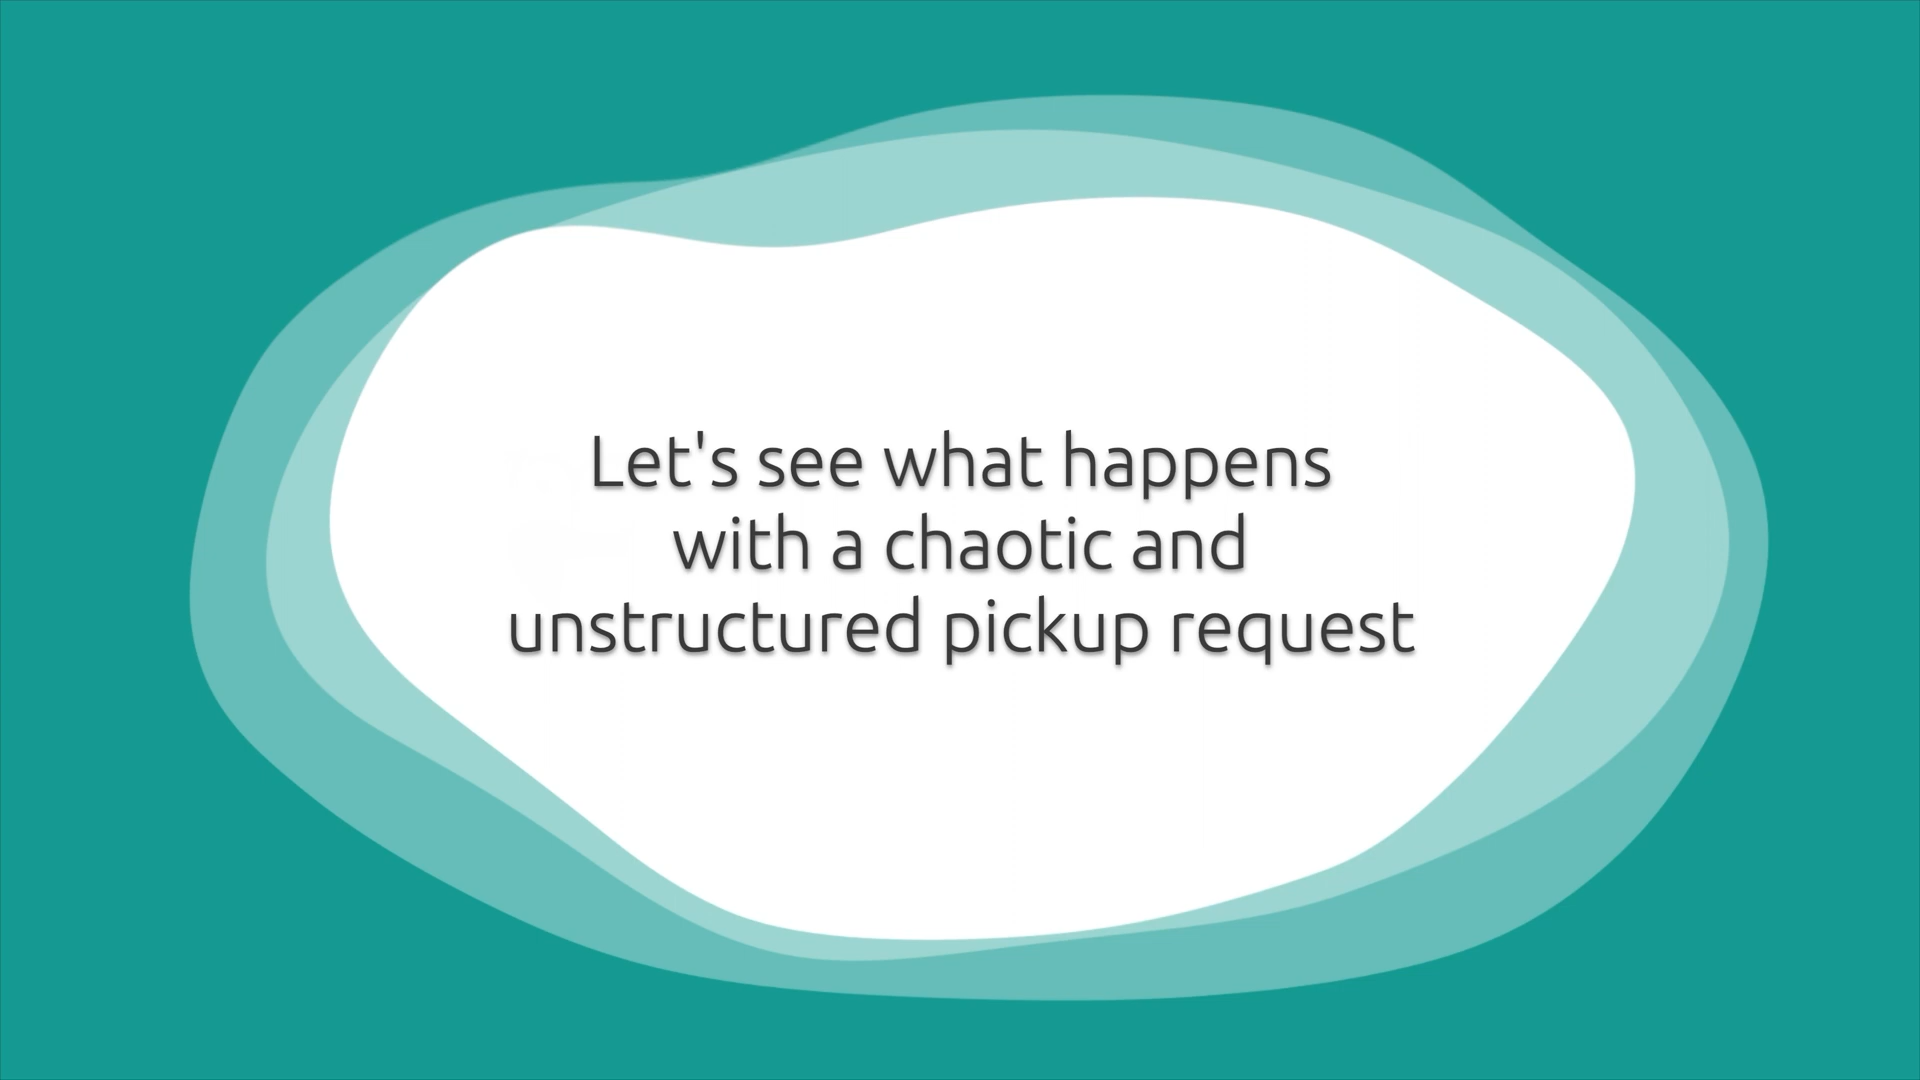 Let's see what happens
with a chaotic and
unstructured pickup request